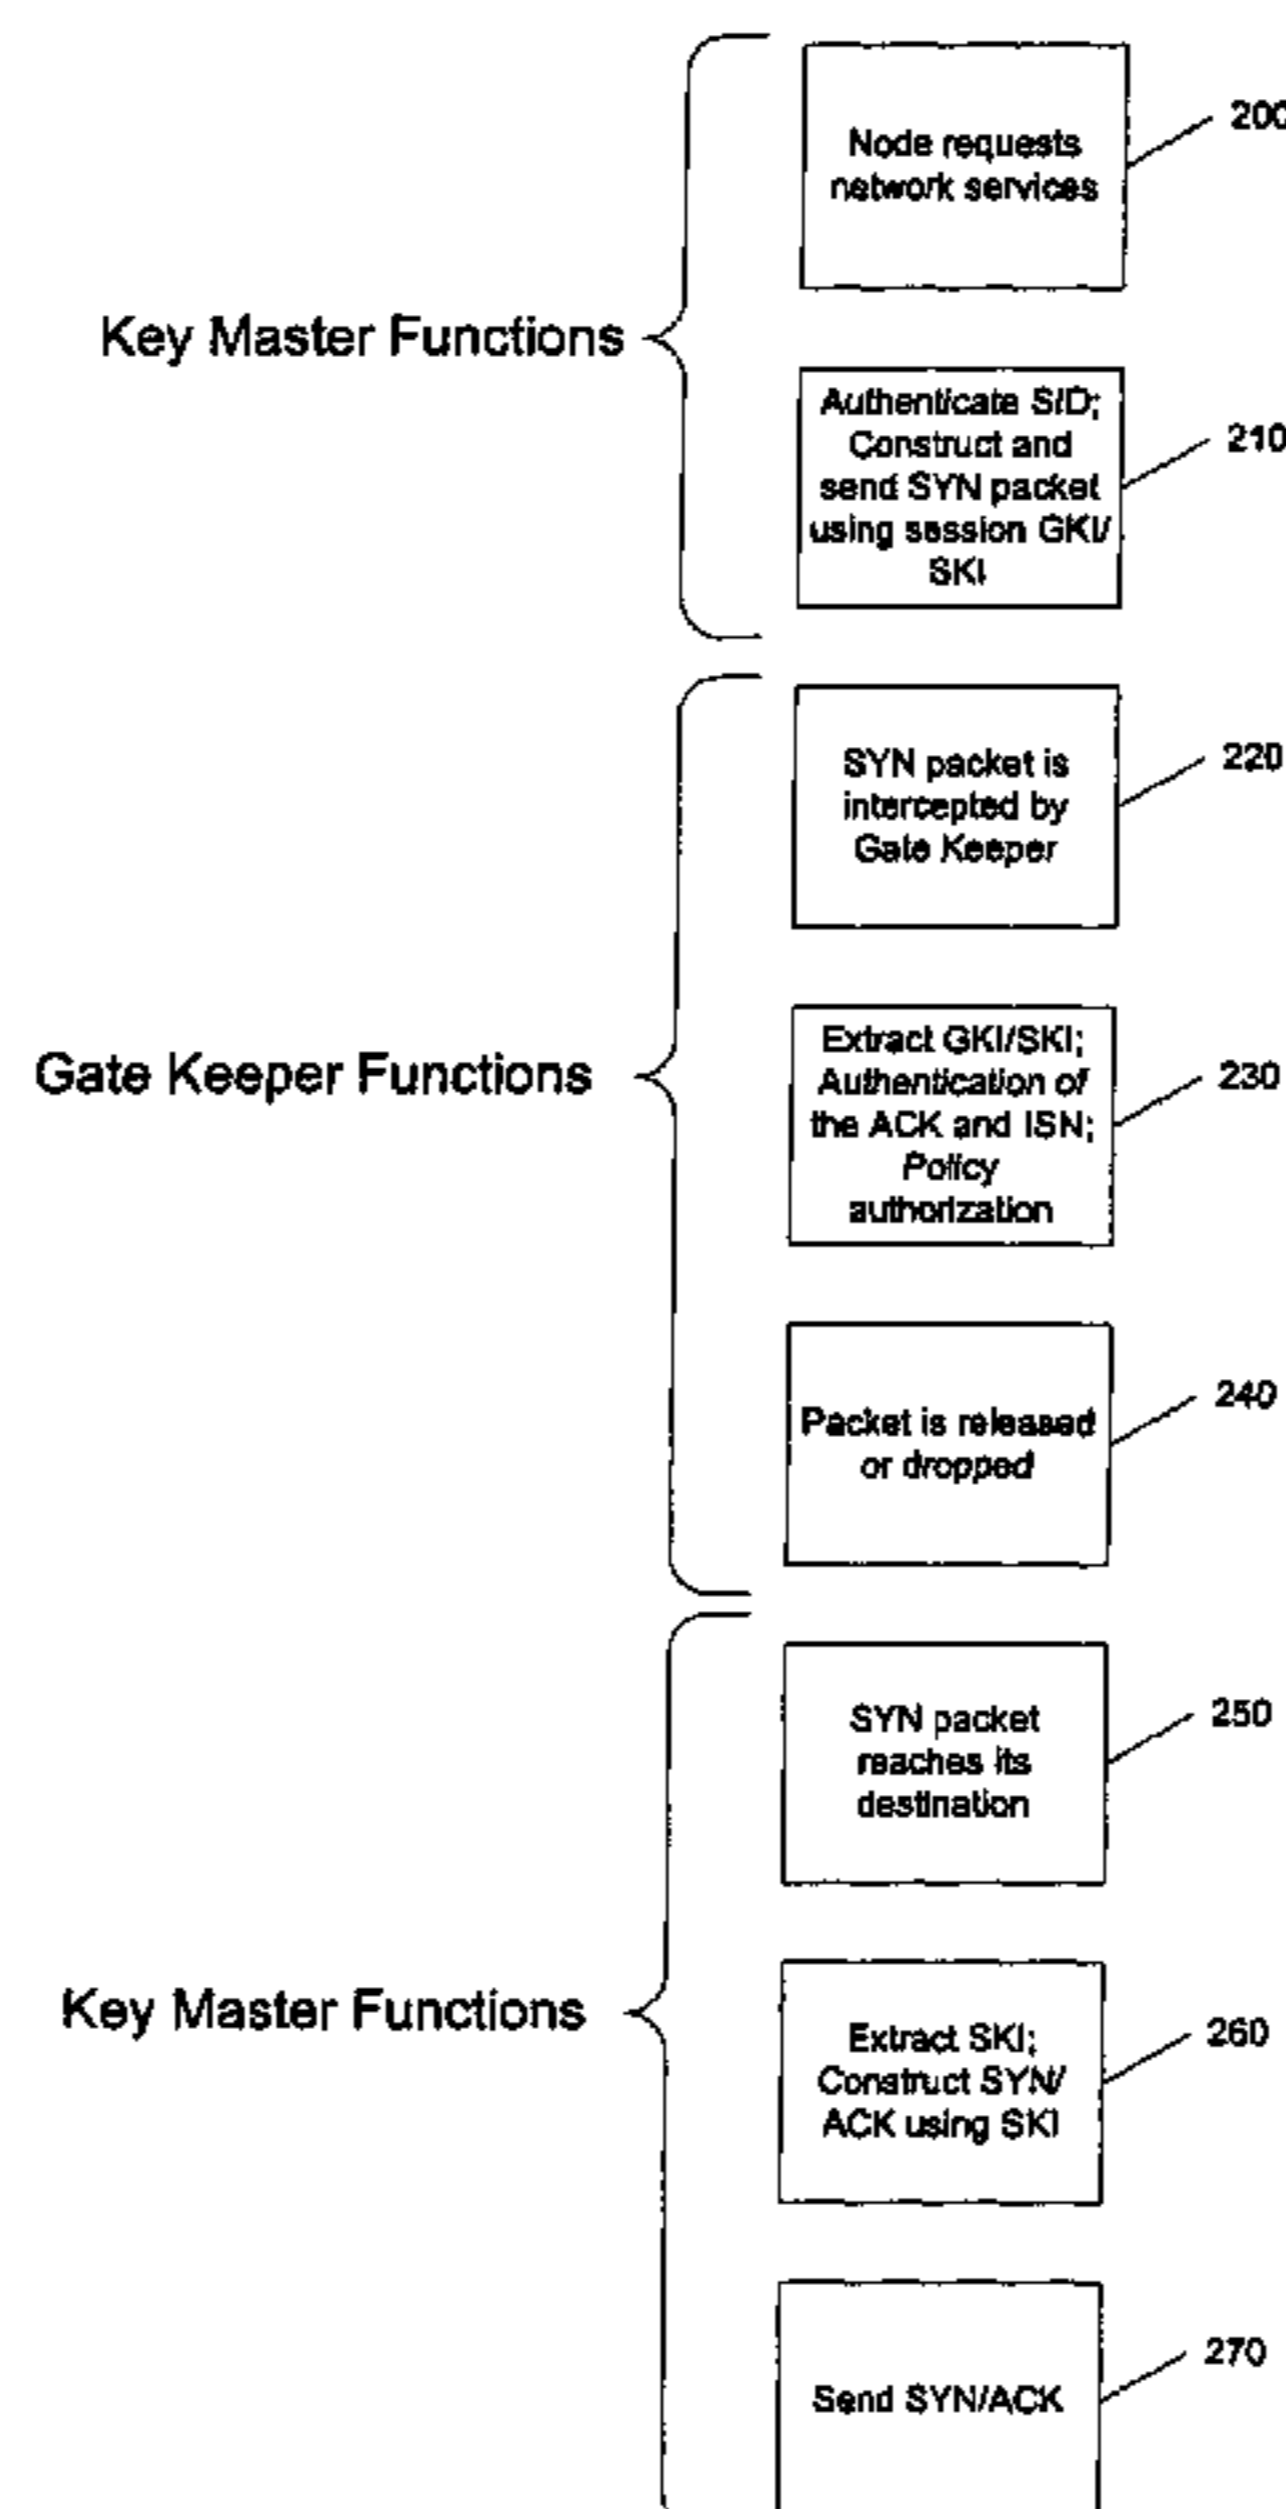 Node requests
network services
200
Key Master Functions
Authenticate SID;
Construct and
send SYN packet
using session GKI/
SKI
210
SYN packet is
intercepted by
Gate Keeper
220
Gate Keeper Functions
Extract GKI/SKI;
Authentication of
the ACK and ISN;
Policy
authorization
230
Packet is released
or dropped
240
SYN packet
reaches its
destination
250
Key Master Functions
Extract SKI;
Construct SYN/
ACK using SKI
260
Send SYN/ACK
270